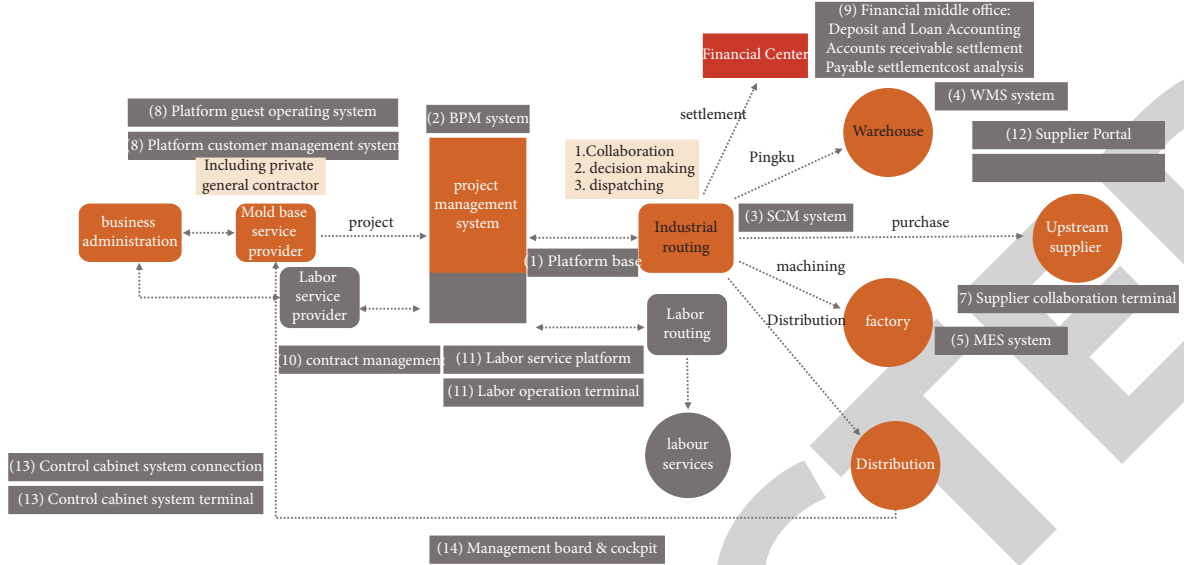 (9) Financial middle office:
Deposit and Loan Accounting
Accounts receivable settlement
Payable settlementcost analysis
Financial Center
(4) WMS system
(8) Platform guest operating system
(2) BPM system
settlement
Warehouse
(12) Supplier Portal
(8) Platform customer management system
1.Collaboration
2. decision making
3. dispatching
Pingku
Including private
general contractor
project
management
system
business
administration
Mold base
service
provider
project
Industrial
routing
(3) SCM system
purchase
Upstream
supplier
(1) Platform base
machining
Labor
service
provider
7) Supplier collaboration terminal
Labor
routing
Distribution
factory
(5) MES system
(10) contract management
(11) Labor service platform
(11) Labor operation terminal
labour
services
Distribution
(13) Control cabinet system connection
(13) Control cabinet system terminal
(14) Management board & cockpit